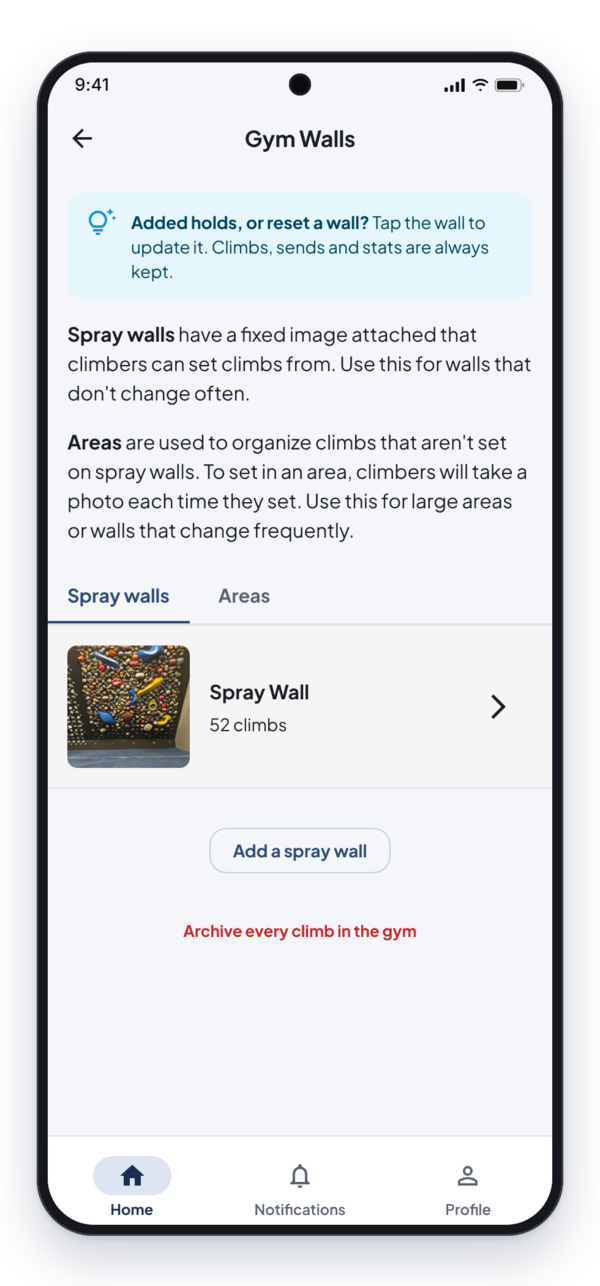 9:41
Gym Walls
Added holds, or reset a wall? Tap the wall to
update it. Climbs, sends and stats are always
kept.
Spray walls have a fixed image attached that
climbers can set climbs from. Use this for walls that
don't change often.
Areas are used to organize climbs that aren't set
on spray walls. To set in an area, climbers will take a
photo each time they set. Use this for large areas
or walls that change frequently.
Spray walls
Areas
Spray Wall
52 climbs
Add a spray wall
Archive every climb in the gym
Home
Notifications
Profile